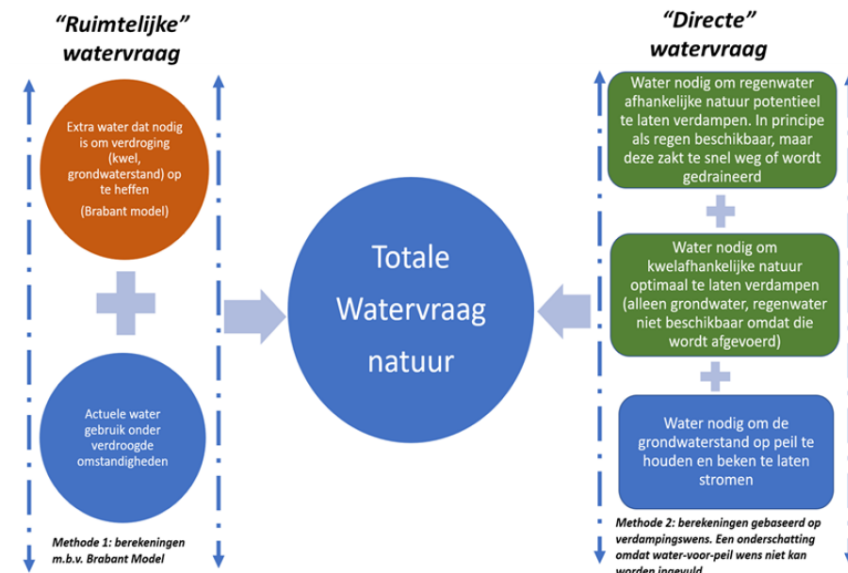 “Ruimtelijke”
watervraag
Extra water dat nodig
is om verdroging
(kwel,
grondwaterstand) op
te heffen
(Brabant model)
Actuele water
gebruik onder
verdroogde
omstandigheden
Methode 1: berekeningen
m.b.v. Brabant Model
Totale
Watervraag
natuur
“Directe”
watervraag
Water nodig om regenwater
afhankelijke natuur potentieel
te laten verdampen. In principe
als regen beschikbaar, maar
deze zakt te snel weg of wordt
gedraineerd
Water nodig om
kwelafhankelijke natuur
optimaal te laten verdampen
(alleen grondwater, regenwater
niet beschikbaar omdat die
wordt afgevoerd)
Water nodig om de
grondwaterstand op peil te
houden en beken te laten
stromen
Methode 2: berekeningen gebaseerd op
verdampingswens. Een onderschatting
omdat water-voor-peil wens niet kan
worden ingevuld